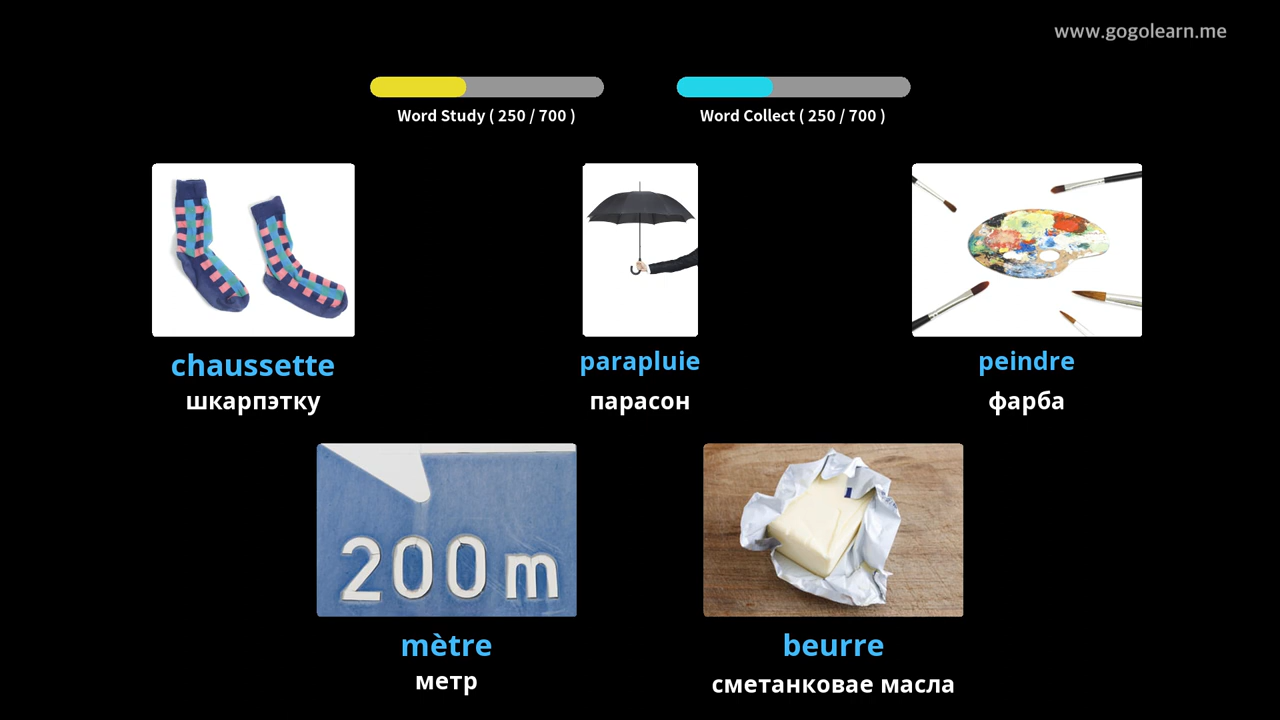 www.gogolearn.me
Word Study ( 250 / 700 )
Word Collect ( 250 / 700 )
chaussette
шкарпэтку
parapluie
парасон
peindre
фарба
200m
mètre
метр
beurre
сметанковае масла